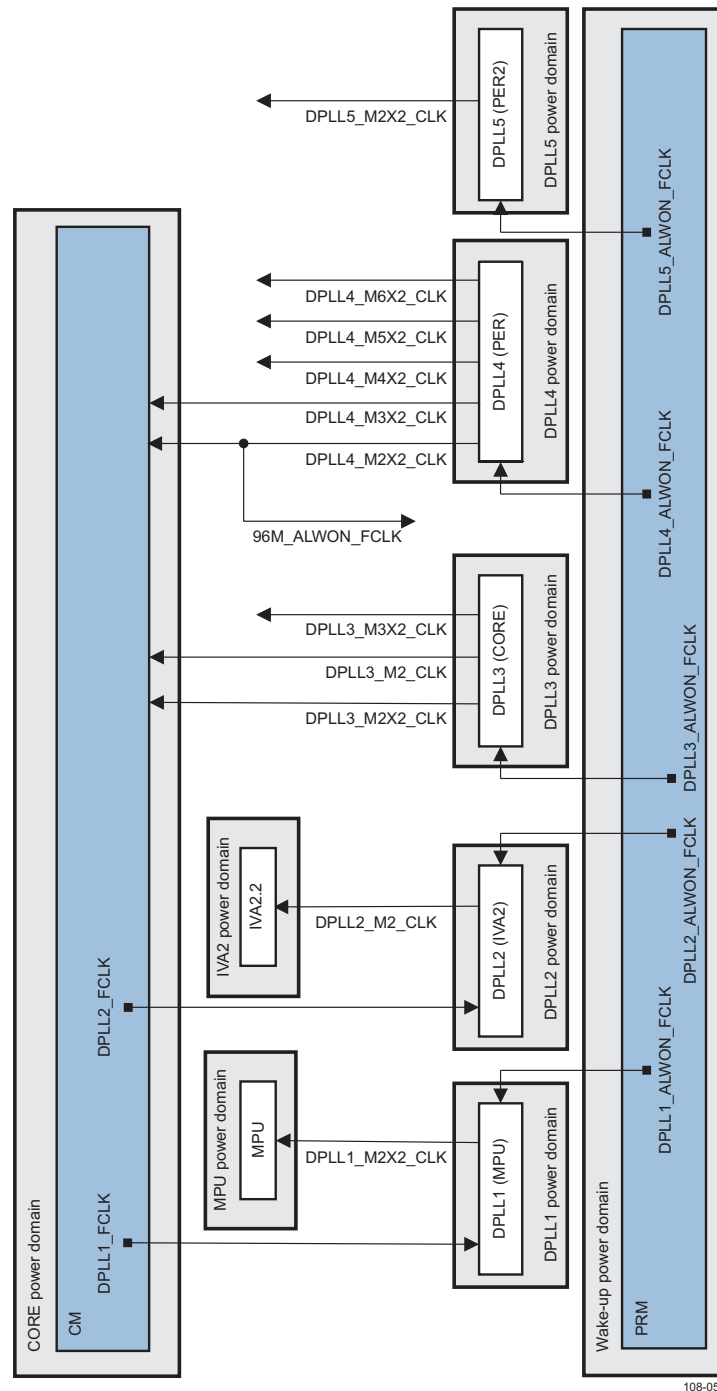 CORE power domain
CM
DPLL1_FCLK
DPLL2_FCLK
MPU power domain
MPU
IVA2 power domain
IVA2.2
DPLL1_M2X2_CLK
DPLL2_M2_CLK
DPLL3_M2X2_CLK
DPLL3_M2_CLK
DPLL3_M3X2_CLK
96M_ALWON_FCLK
DPLL4_M2X2_CLK
DPLL4_M3X2_CLK
DPLL4_M4X2_CLK
DPLL4_M5X2_CLK
DPLL4_M6X2_CLK
DPLL5_M2X2_CLK
DPLL1 (MPU)
DPLL1 power domain
DPLL2 (IVA2)
DPLL2 power domain
DPLL3 (CORE)
DPLL3 power domain
DPLL4 (PER)
DPLL4 power domain
DPLL5 (PER2)
DPLL5 power domain
Wake-up power domain
PRM
DPLL1_ALWON_FCLK
DPLL2_ALWON_FCLK
DPLL3_ALWON_FCLK
DPLL4_ALWON_FCLK
DPLL5_ALWON_FCLK
108-05